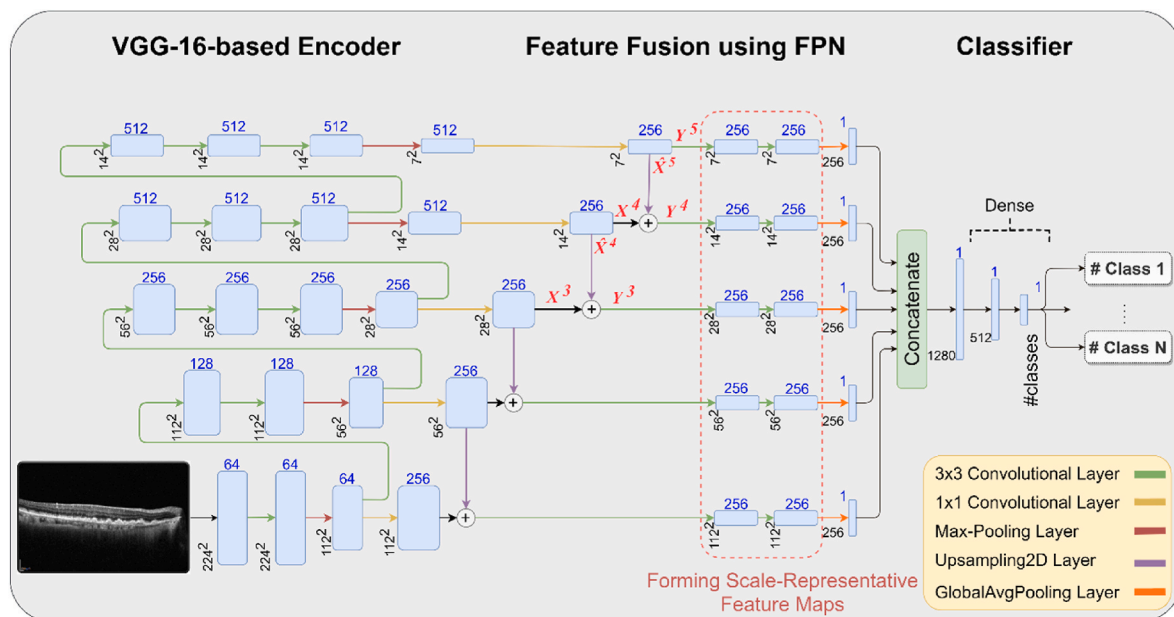 VGG-16-based Encoder Feature Fusion using FPN Classifier
512 512 512 512 256 Y⁵ 256 256 1
14² 14² 14² 7² 7² X̂⁵ 7² 7² 256
512 512 512 512 256 X⁴ Y⁴ 256 256 1
28² 28² 28² 14² 14² X̂⁴ 14² 14² 256
Dense
256 256 256 256 256 X³ Y³ 256 256 1
56² 56² 56² 28² 28² 28² 28² 256
Concatenate
1 1 1
1280 512 #classes
# Class 1
# Class N
128 128 128 256 256 256 1
112² 112² 56² 56² 56² 56² 256
64 64 64 256 256 256 1
224² 224² 112² 112² 112² 112² 256
Forming Scale-Representative
Feature Maps
3x3 Convolutional Layer
1x1 Convolutional Layer
Max-Pooling Layer
Upsampling2D Layer
GlobalAvgPooling Layer